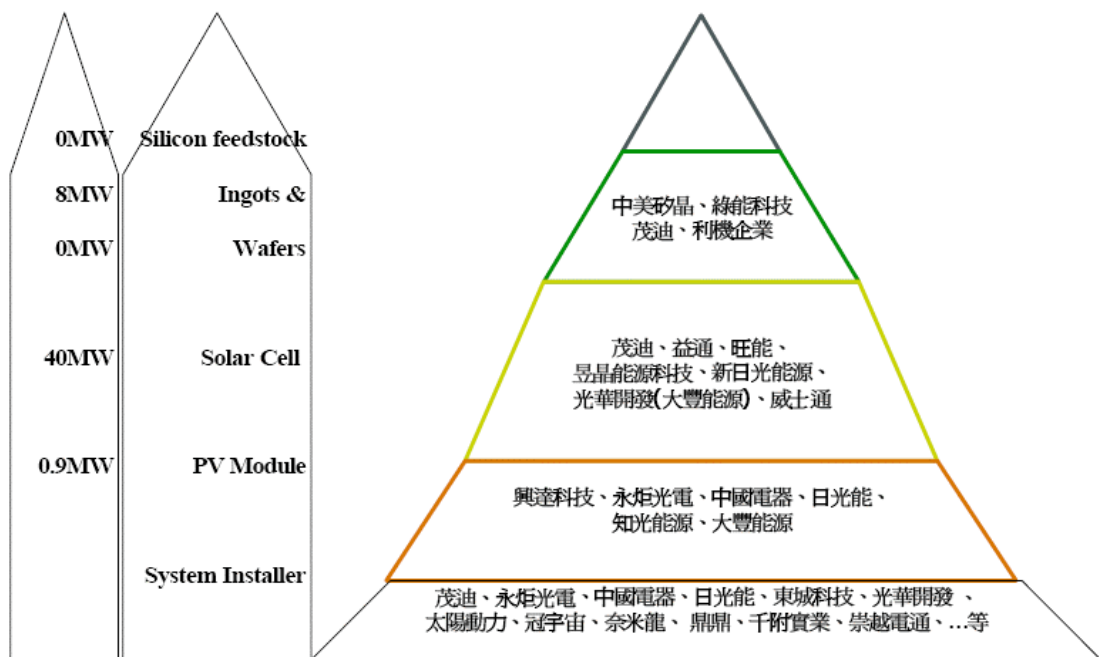 0MW Silicon feedstock
8MW Ingots &
0MW Wafers
40MW Solar Cell
0.9MW PV Module
System Installer
中美矽晶、綠能科技
茂迪、利機企業
茂迪、益通、旺能、
昱晶能源科技、新日光能源、
光華開發(大豐能源)、威士通
興達科技、永炬光電、中國電器、日光能、
知光能源、大豐能源
茂迪、永炬光電、中國電器、日光能、東城科技、光華開發、
太陽動力、冠宇宙、奈米龍、鼎鼎、千附實業、崇越電通、…等